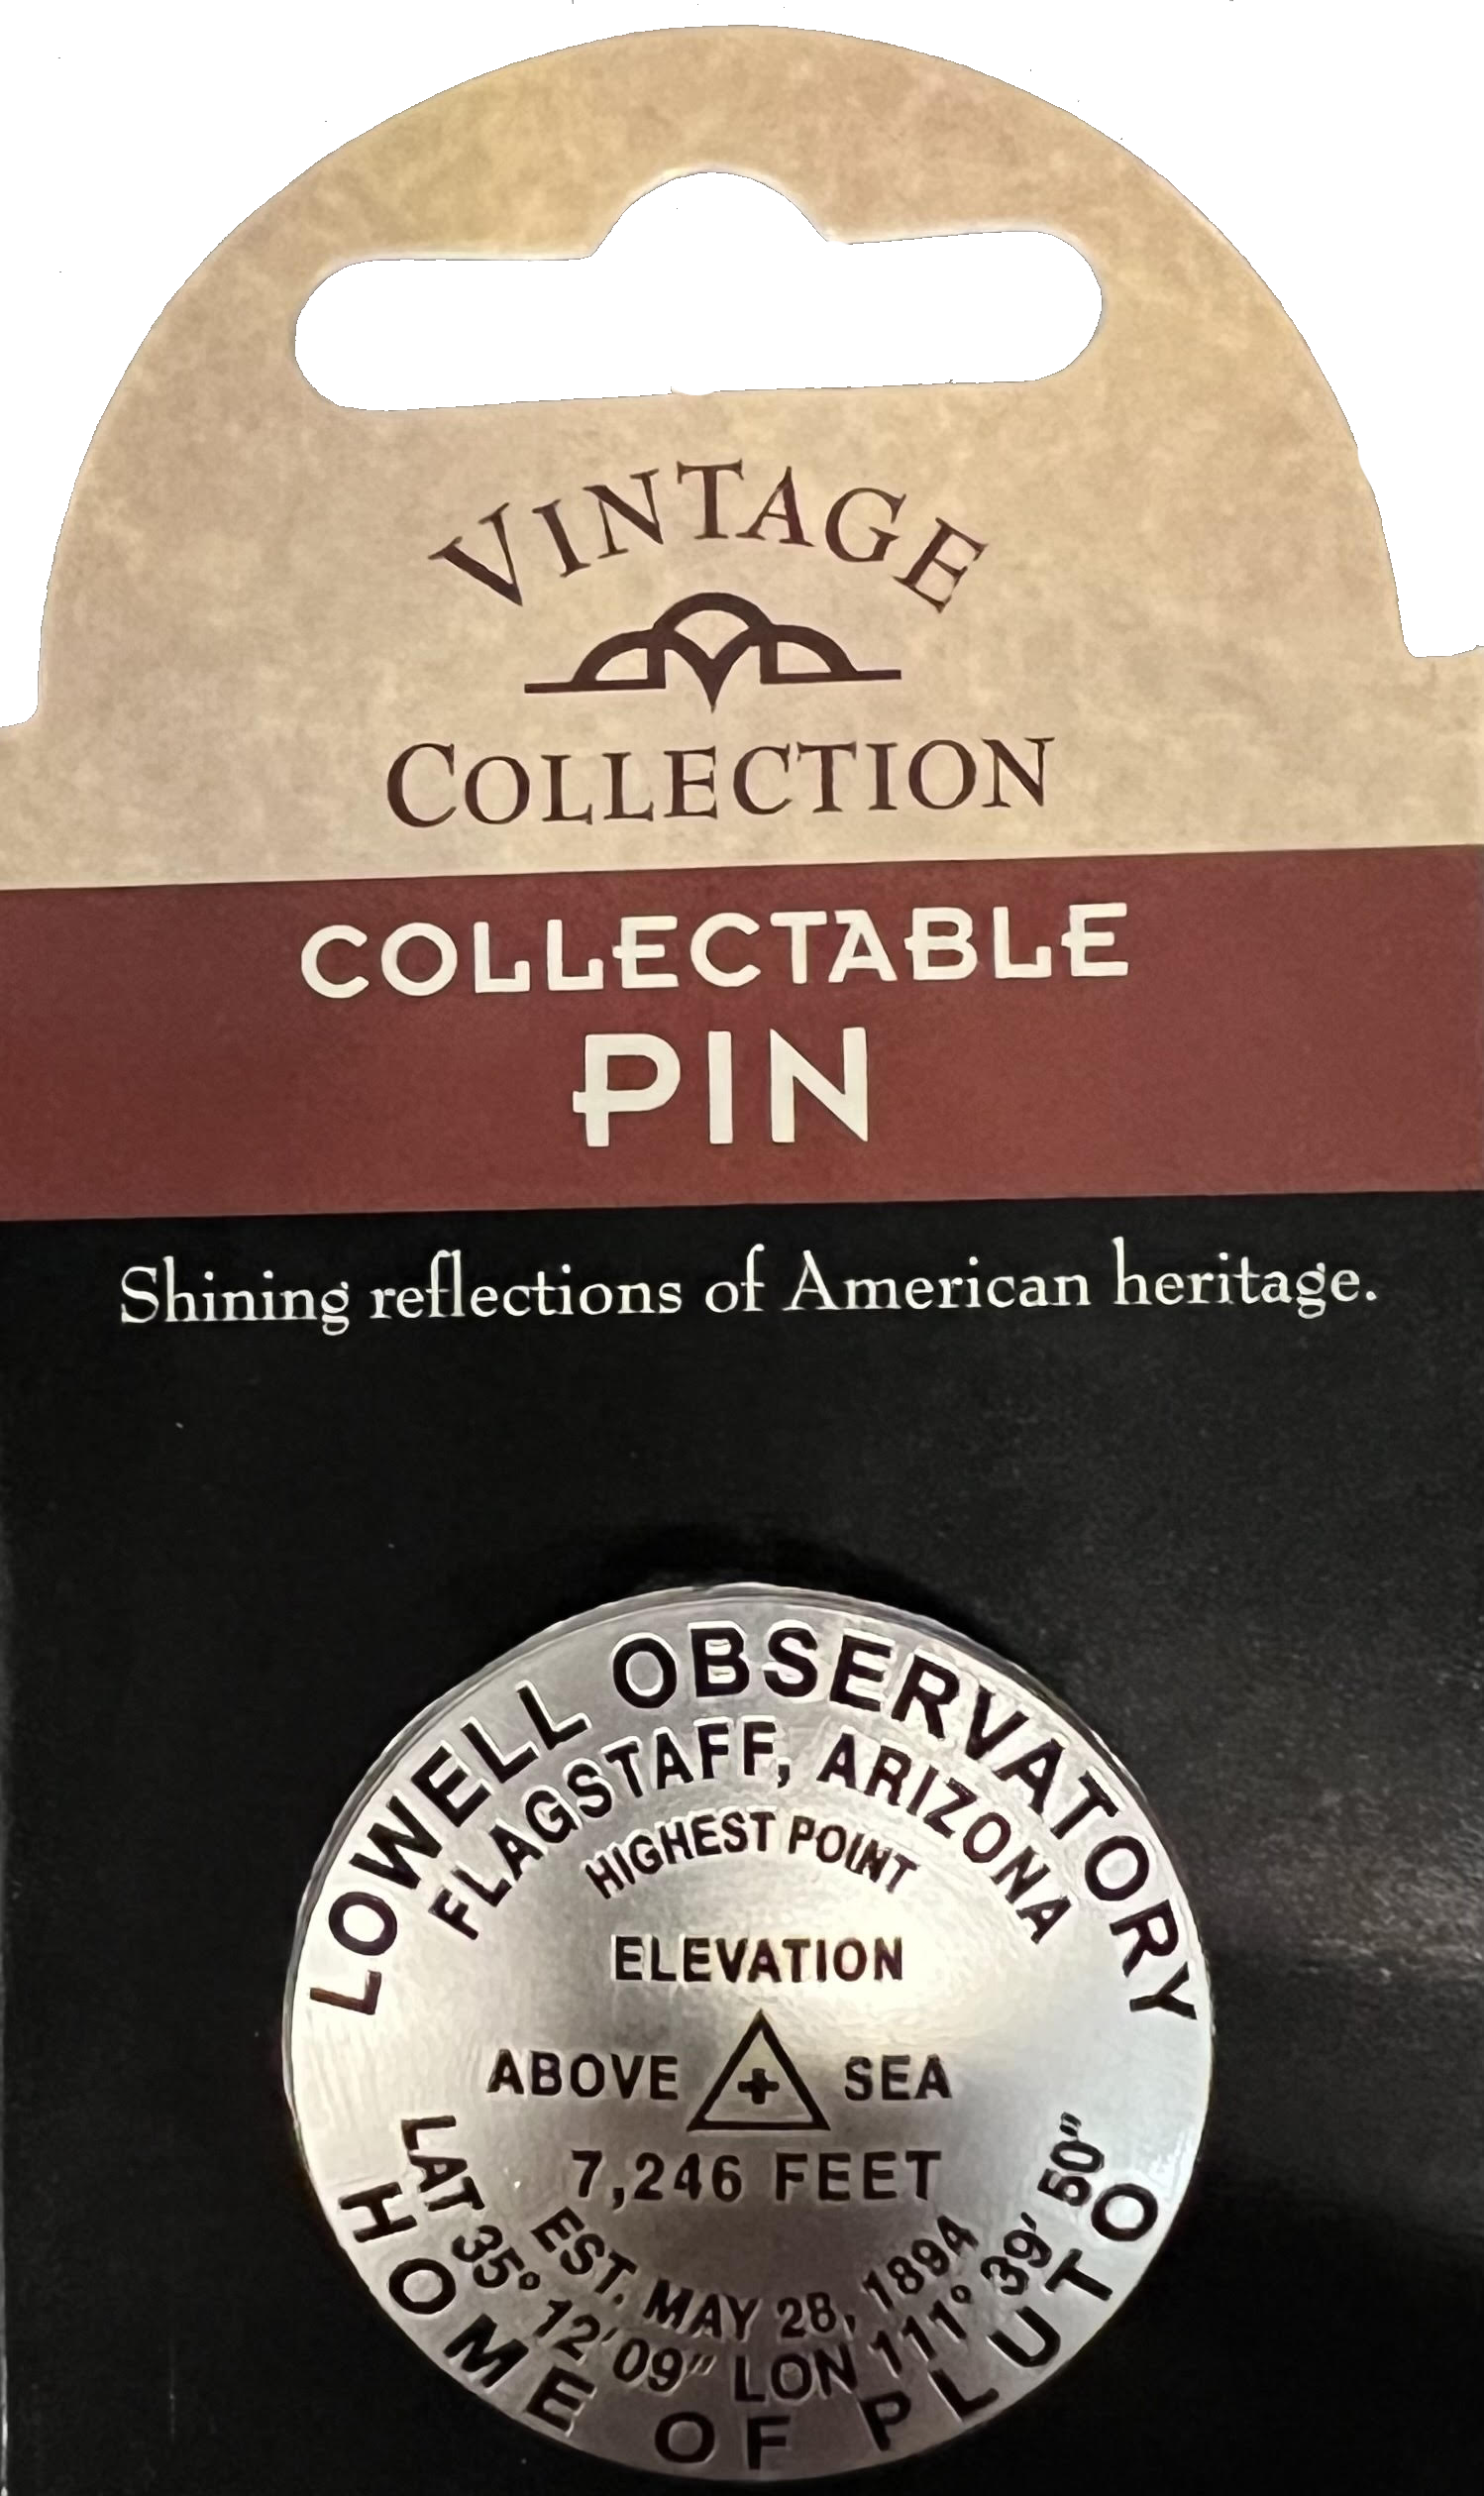 VINTAGE
COLLECTION
COLLECTABLE
PIN
Shining reflections of American heritage.
LOWELL OBSERVATORY
FLAGSTAFF, ARIZONA
HIGHEST POINT
ELEVATION
ABOVE + SEA
7,246 FEET
EST. MAY 28, 1894
LAT 35° 12'09" LON 111° 39' 50"
HOME OF PLUTO